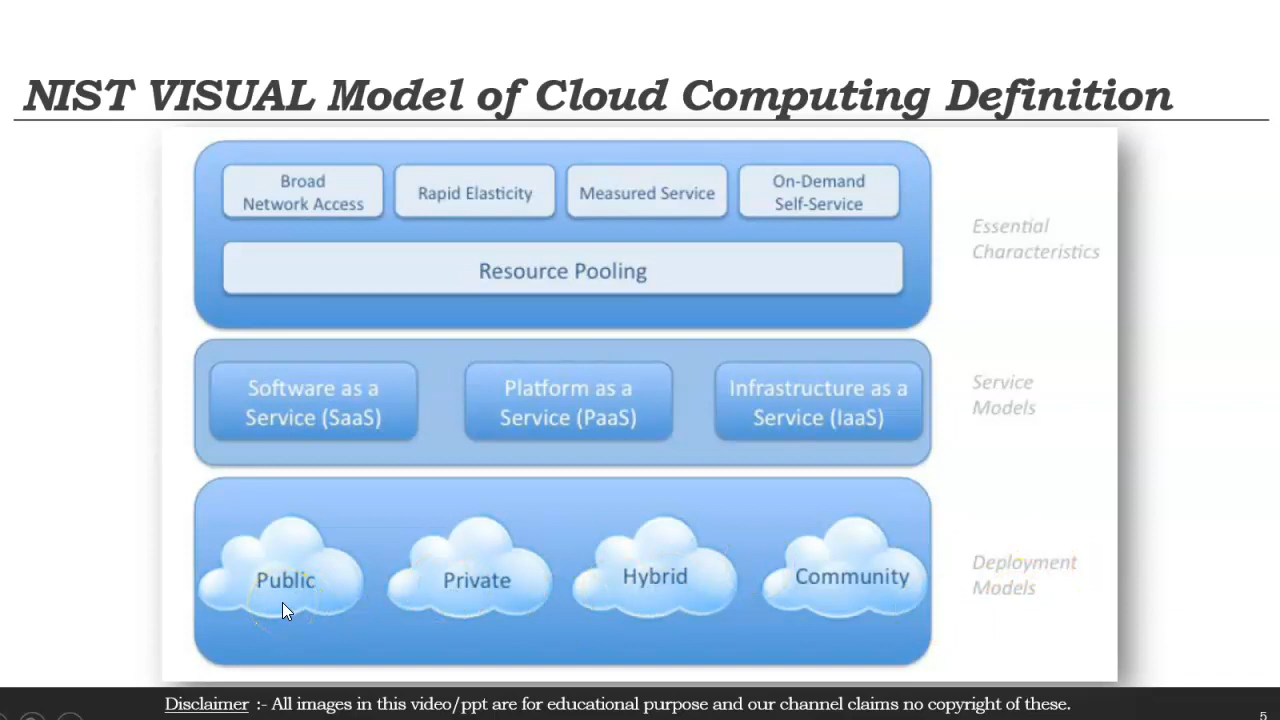 NIST VISUAL Model of Cloud Computing Definition
Broad
Network Access
Rapid Elasticity
Measured Service
On-Demand
Self-Service
Resource Pooling
Essential
Characteristics
Software as a
Service (SaaS)
Platform as a
Service (PaaS)
Infrastructure as a
Service (IaaS)
Service
Models
Public
Private
Hybrid
Community
Deployment
Models
Disclaimer :- All images in this video/ppt are for educational purpose and our channel claims no copyright of these.
5